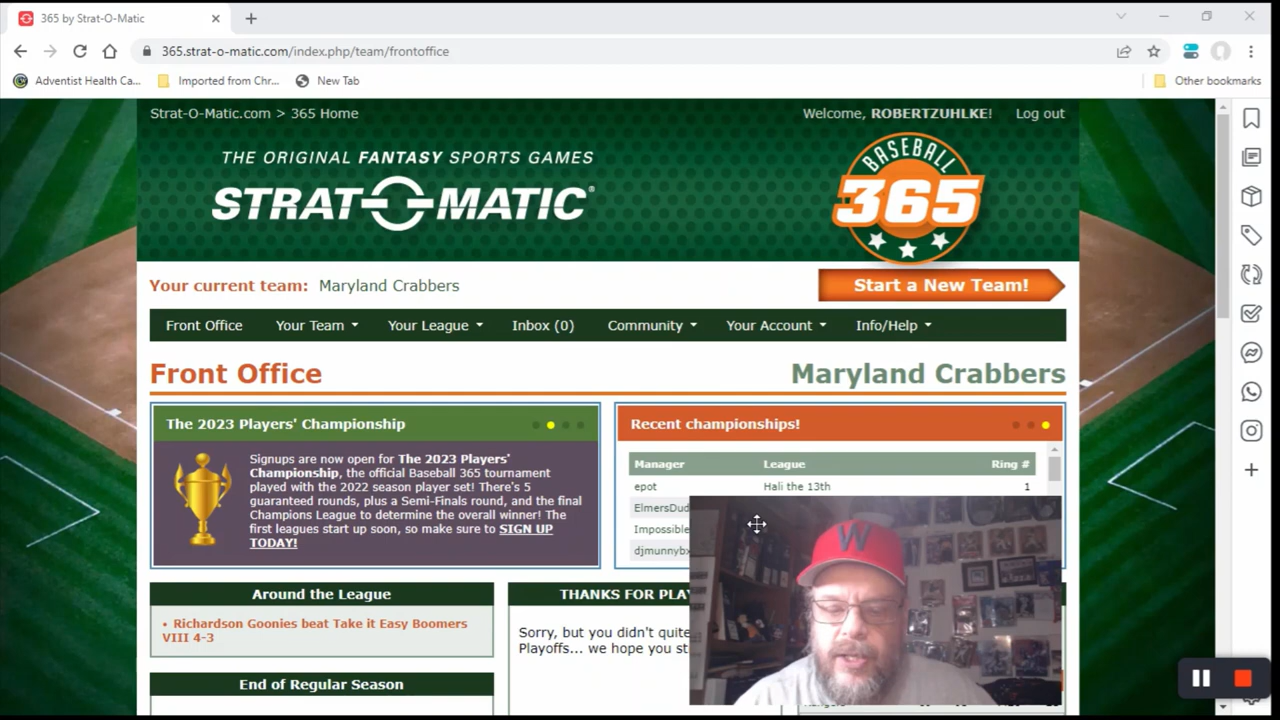 365 by Strat-O-Matic
365.strat-o-matic.com/index.php/team/frontoffice
Adventist Health Ca...
Imported from Chr...
New Tab
Other bookmarks
Strat-O-Matic.com > 365 Home
Welcome, ROBERTZUHLKE!
Log out
THE ORIGINAL FANTASY SPORTS GAMES
STRAT-O-MATIC®
BASEBALL
365
Your current team: Maryland Crabbers
Start a New Team!
Front Office
Your Team
Your League
Inbox (0)
Community
Your Account
Info/Help
Front Office
Maryland Crabbers
The 2023 Players' Championship
Signups are now open for The 2023 Players'
Championship, the official Baseball 365 tournament
played with the 2022 season player set! There's 5
guaranteed rounds, plus a Semi-Finals round, and the final
Champions League to determine the overall winner! The
first leagues start up soon, so make sure to SIGN UP
TODAY!
Recent championships!
Manager League Ring #
epot Hali the 13th 1
ElmersDud
Impossible
djmunnybx
W
Around the League
• Richardson Goonies beat Take it Easy Boomers
VIII 4-3
End of Regular Season
THANKS FOR PLA
Sorry, but you didn't quite
Playoffs... we hope you st